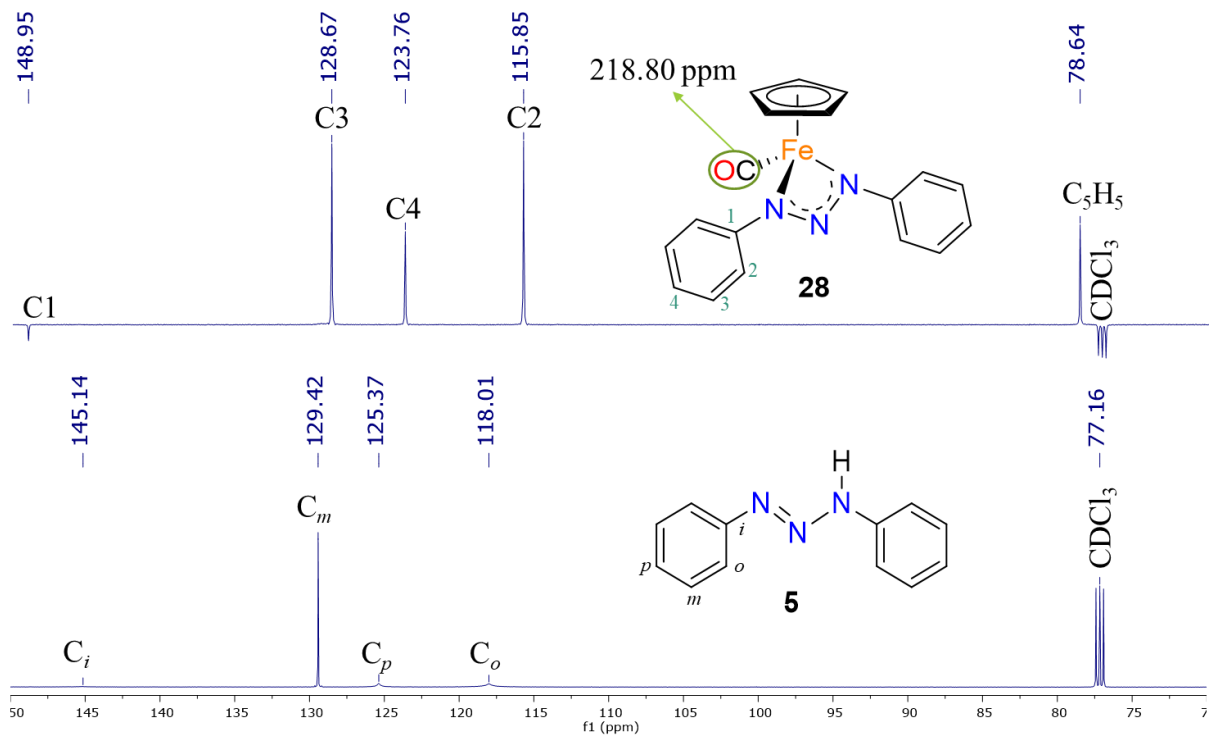 148.95
128.67
123.76
115.85
78.64
218.80 ppm
C3
C2
C4
C1
C₅H₅
CDCl₃
OC
Fe
N
N
N
1
2
3
4
28
145.14
129.42
125.37
118.01
77.16
Cm
Ci
Cp
Co
CDCl₃
H
N
N
N
i
o
m
p
5
50 145 140 135 130 125 120 115 110 105 100 95 90 85 80 75 70
f1 (ppm)